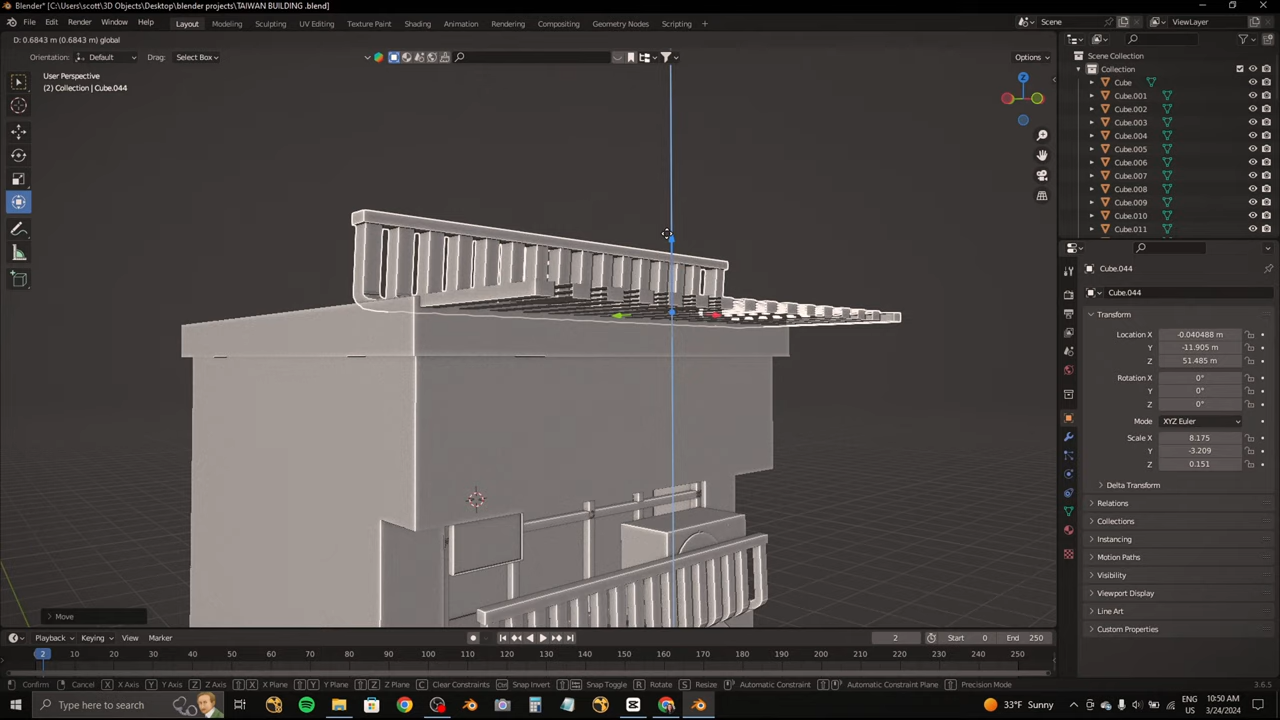 Blender* [C:\Users\scott\3D Objects\Desktop\blender projects\TAIWAN BUILDING .blend]
File Edit Render Window Help Layout Modeling Sculpting UV Editing Texture Paint Shading Animation Rendering Compositing Geometry Nodes Scripting Scene ViewLayer
D: 0.6843 m (0.6843 m) global
Orientation: Default Drag: Select Box Options
User Perspective
(2) Collection | Cube.044
Scene Collection
Collection
Cube
Cube.001
Cube.002
Cube.003
Cube.004
Cube.005
Cube.006
Cube.007
Cube.008
Cube.009
Cube.010
Cube.011
Cube.044
Cube.044
Transform
Location X -0.040488 m
Y -11.905 m
Z 51.485 m
Rotation X 0°
Y 0°
Z 0°
Mode XYZ Euler
Scale X 8.175
Y -3.209
Z 0.151
Delta Transform
Relations
Collections
Instancing
Motion Paths
Visibility
Viewport Display
Line Art
Custom Properties
Z
Move
Playback Keying View Marker 2 Start 0 End 250
2 10 20 30 40 50 60 70 80 90 100 110 120 130 140 150 160 170 180 190 200 210 220 230 240 250
Confirm Cancel X X Axis Y Y Axis Z Z Axis X X Plane Y Y Plane Z Z Plane C Clear Constraints Ctrl Snap Invert Snap Toggle G Move R Rotate S Resize Automatic Constraint Automatic Constraint Plane Precision Mode 3.6.5
Type here to search 33°F Sunny ENG US 10:50 AM 3/24/2024